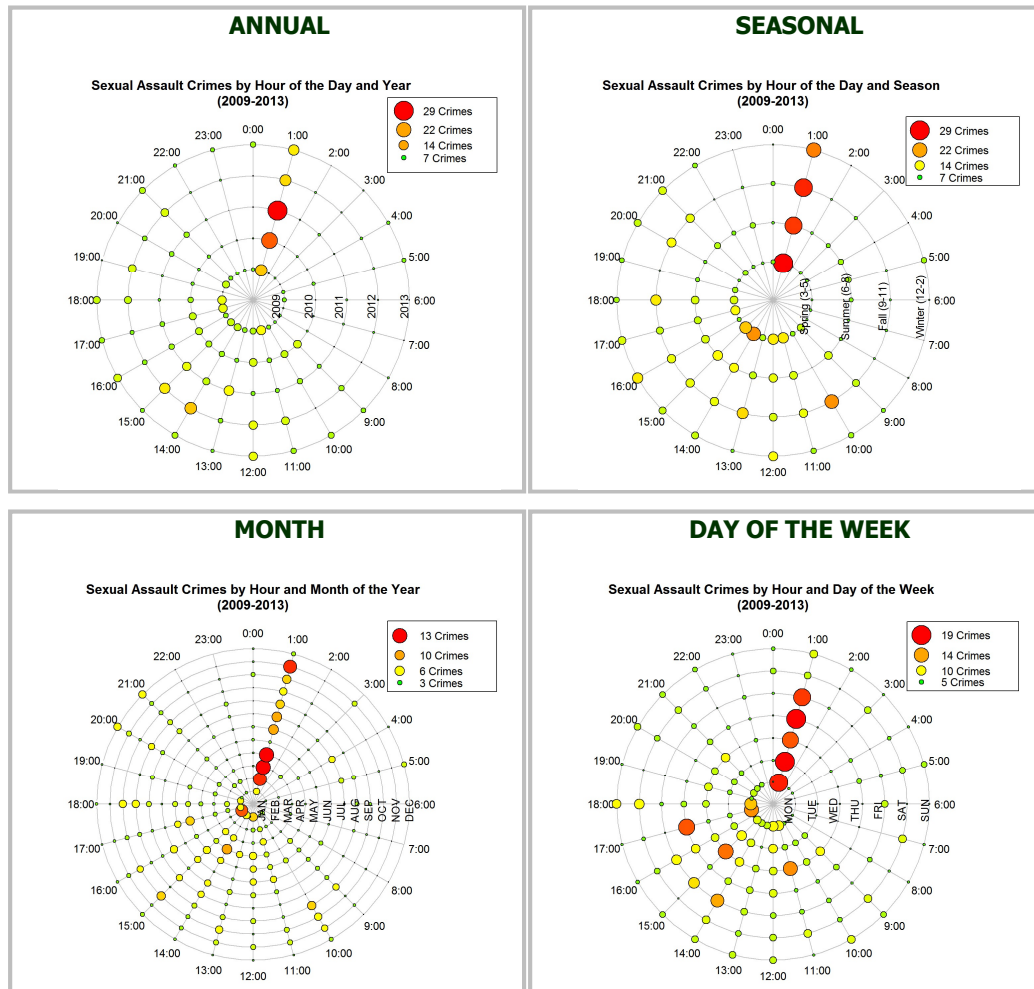 ANNUAL
Sexual Assault Crimes by Hour of the Day and Year
(2009-2013)
29 Crimes
22 Crimes
14 Crimes
7 Crimes
0:00
1:00
2:00
3:00
4:00
5:00
6:00
7:00
8:00
9:00
10:00
11:00
12:00
13:00
14:00
15:00
16:00
17:00
18:00
19:00
20:00
21:00
22:00
23:00
2009
2010
2011
2012
2013
SEASONAL
Sexual Assault Crimes by Hour of the Day and Season
(2009-2013)
29 Crimes
22 Crimes
14 Crimes
7 Crimes
0:00
1:00
2:00
3:00
4:00
5:00
6:00
7:00
8:00
9:00
10:00
11:00
12:00
13:00
14:00
15:00
16:00
17:00
18:00
19:00
20:00
21:00
22:00
23:00
Spring (3-5)
Summer (6-8)
Fall (9-11)
Winter (12-2)
MONTH
Sexual Assault Crimes by Hour and Month of the Year
(2009-2013)
13 Crimes
10 Crimes
6 Crimes
3 Crimes
0:00
1:00
2:00
3:00
4:00
5:00
6:00
7:00
8:00
9:00
10:00
11:00
12:00
13:00
14:00
15:00
16:00
17:00
18:00
19:00
20:00
21:00
22:00
23:00
JAN
FEB
MAR
APR
MAY
JUN
JUL
AUG
SEP
OCT
NOV
DEC
DAY OF THE WEEK
Sexual Assault Crimes by Hour and Day of the Week
(2009-2013)
19 Crimes
14 Crimes
10 Crimes
5 Crimes
0:00
1:00
2:00
3:00
4:00
5:00
6:00
7:00
8:00
9:00
10:00
11:00
12:00
13:00
14:00
15:00
16:00
17:00
18:00
19:00
20:00
21:00
22:00
23:00
MON
TUE
WED
THU
FRI
SAT
SUN